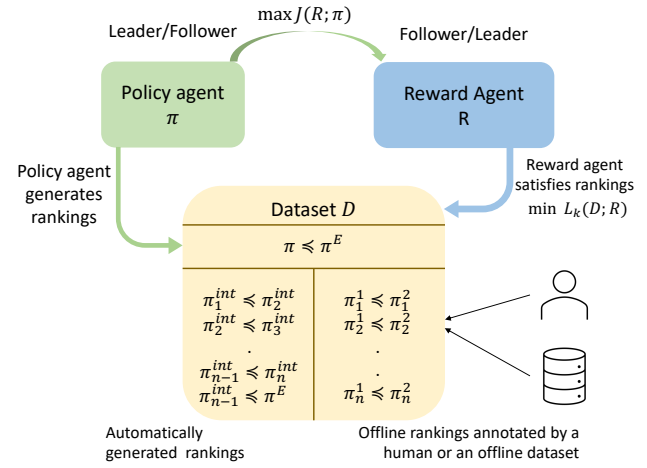 max J(R; π)
Leader/Follower
Follower/Leader
Policy agent
π
Reward Agent
R
Policy agent
generates
rankings
Reward agent
satisfies rankings
min L_k(D; R)
Dataset D
π ≼ π^E
π_1^{int} ≼ π_2^{int}
π_2^{int} ≼ π_3^{int}
.
π_{n−1}^{int} ≼ π_n^{int}
π_{n−1}^{int} ≼ π^E
π_1^1 ≼ π_1^2
π_2^1 ≼ π_2^2
.
.
π_n^1 ≼ π_n^2
Automatically
generated rankings
Offline rankings annotated by a
human or an offline dataset